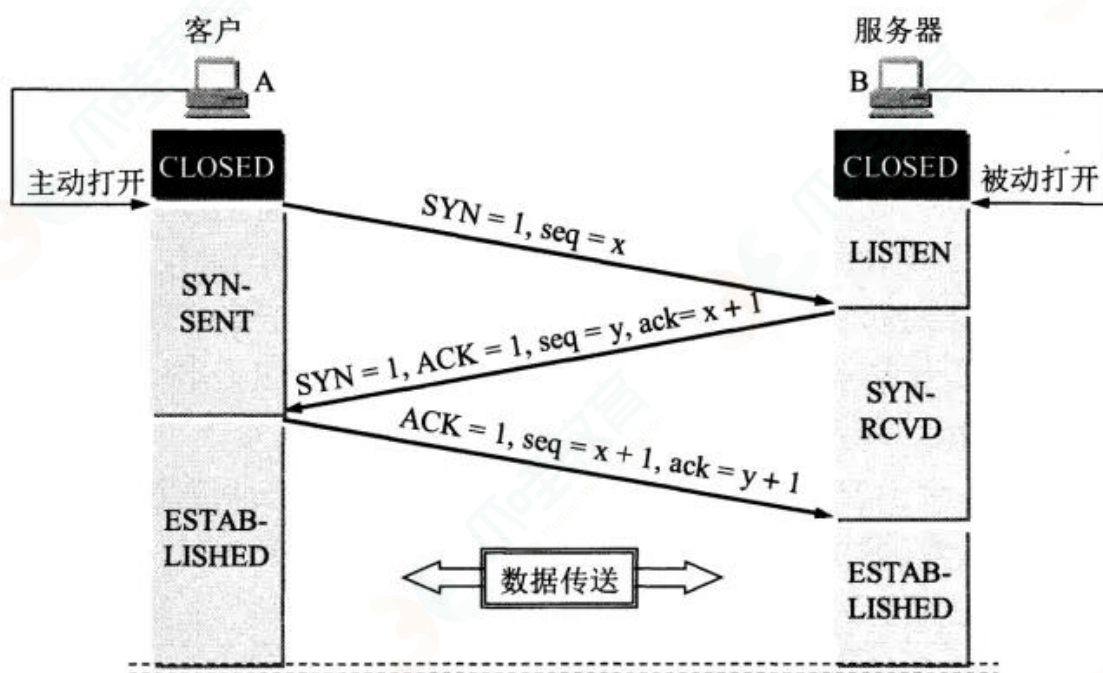 客户
服务器
A
B
CLOSED
CLOSED
主动打开
被动打开
SYN = 1, seq = x
LISTEN
SYN-
SENT
SYN = 1, ACK = 1, seq = y, ack= x + 1
SYN-
RCVD
ACK = 1, seq = x + 1, ack = y + 1
ESTAB-
LISHED
数据传送
ESTAB-
LISHED